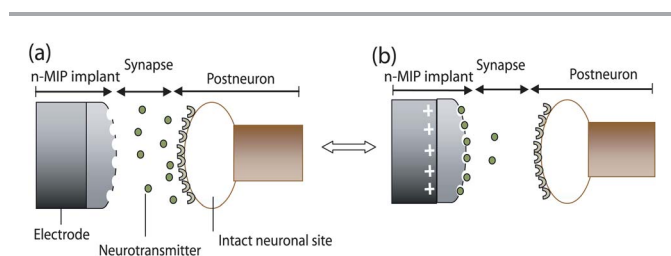 (a)
n-MIP implant
Synapse
Postneuron
Electrode
Neurotransmitter
Intact neuronal site
(b)
n-MIP implant
Synapse
Postneuron
+
+
+
+
+